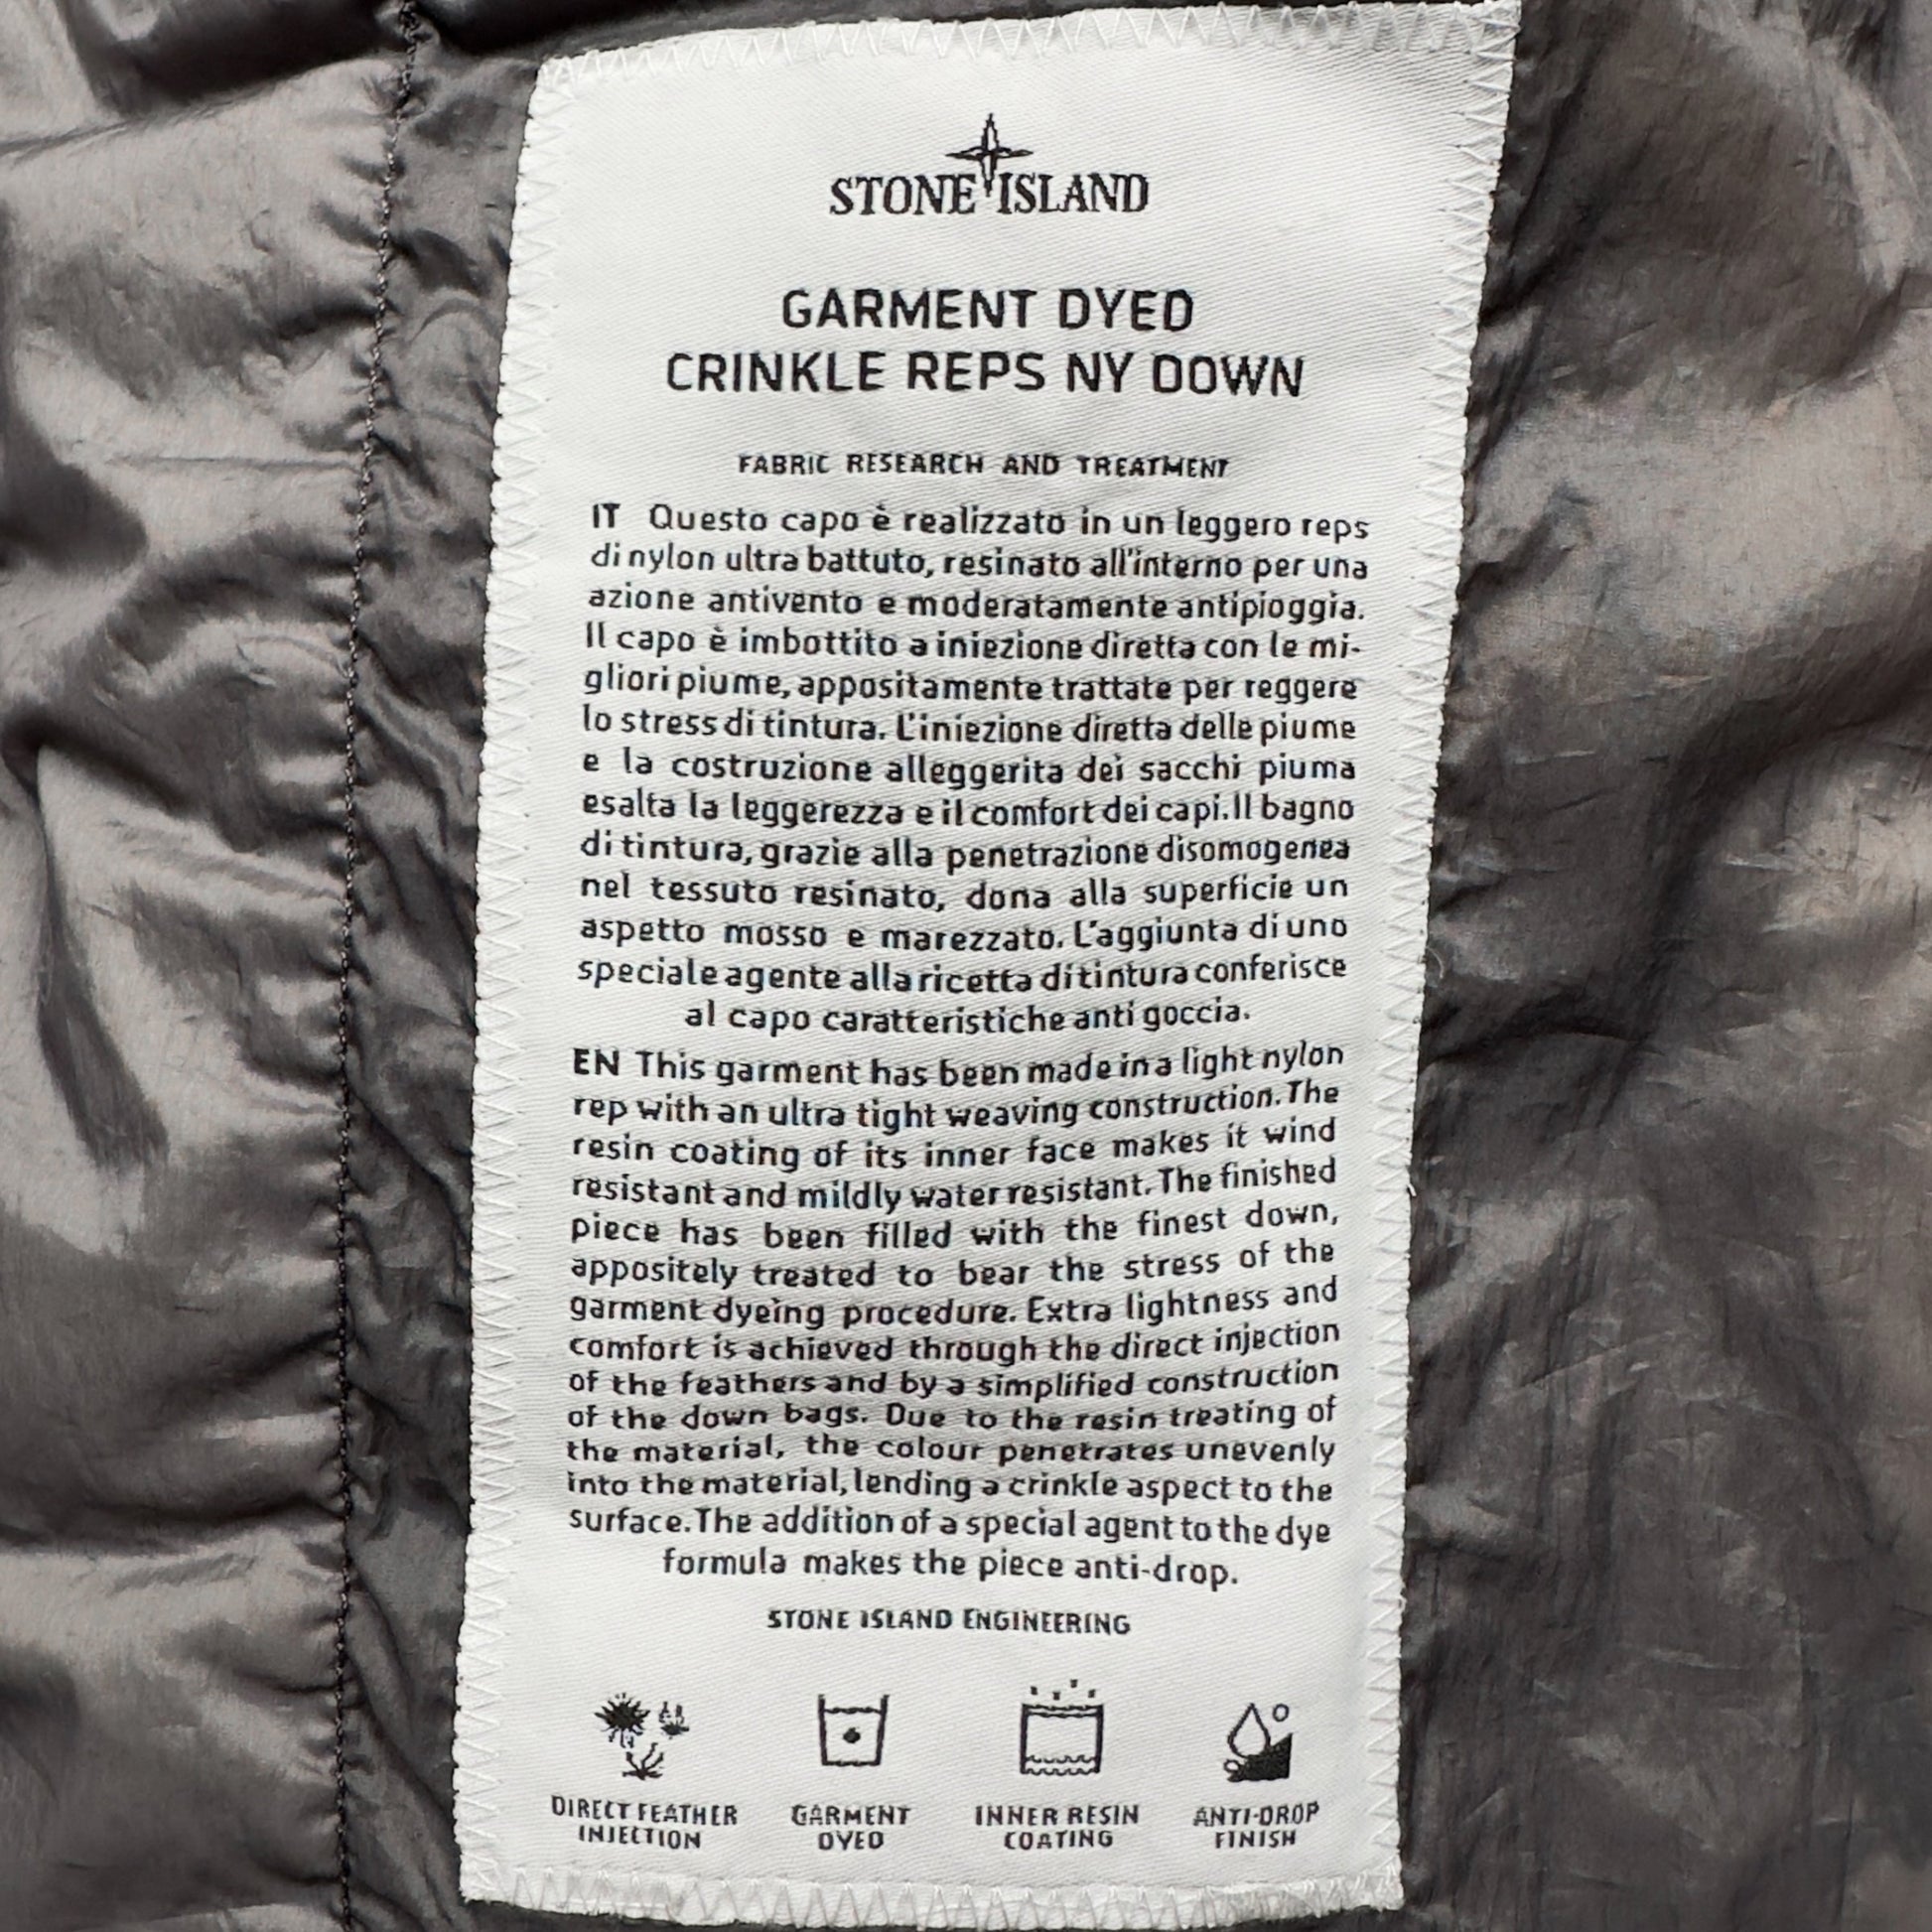 STONE ISLAND
GARMENT DYED
CRINKLE REPS NY DOWN
FABRIC RESEARCH AND TREATMENT
IT Questo capo è realizzato in un leggero reps
di nylon ultra battuto, resinato all'interno per una
azione antivento e moderatamente antipioggia.
Il capo è imbottito a iniezione diretta con le mi-
gliori piume, appositamente trattate per reggere
lo stress di tintura. L'iniezione diretta delle piume
e la costruzione alleggerita dei sacchi piuma
esalta la leggerezza e il comfort dei capi. Il bagno
di tintura, grazie alla penetrazione disomogenea
nel tessuto resinato, dona alla superficie un
aspetto mosso e marezzato. L'aggiunta di uno
speciale agente alla ricetta di tintura conferisce
al capo caratteristiche anti goccia.
EN This garment has been made in a light nylon
rep with an ultra tight weaving construction. The
resin coating of its inner face makes it wind
resistant and mildly water resistant. The finished
piece has been filled with the finest down,
appositely treated to bear the stress of the
garment dyeing procedure. Extra lightness and
comfort is achieved through the direct injection
of the feathers and by a simplified construction
of the down bags. Due to the resin treating of
the material, the colour penetrates unevenly
into the material, lending a crinkle aspect to the
surface. The addition of a special agent to the dye
formula makes the piece anti-drop.
STONE ISLAND ENGINEERING
DIRECT FEATHER
INJECTION
GARMENT
DYED
INNER RESIN
COATING
ANTI-DROP
FINISH